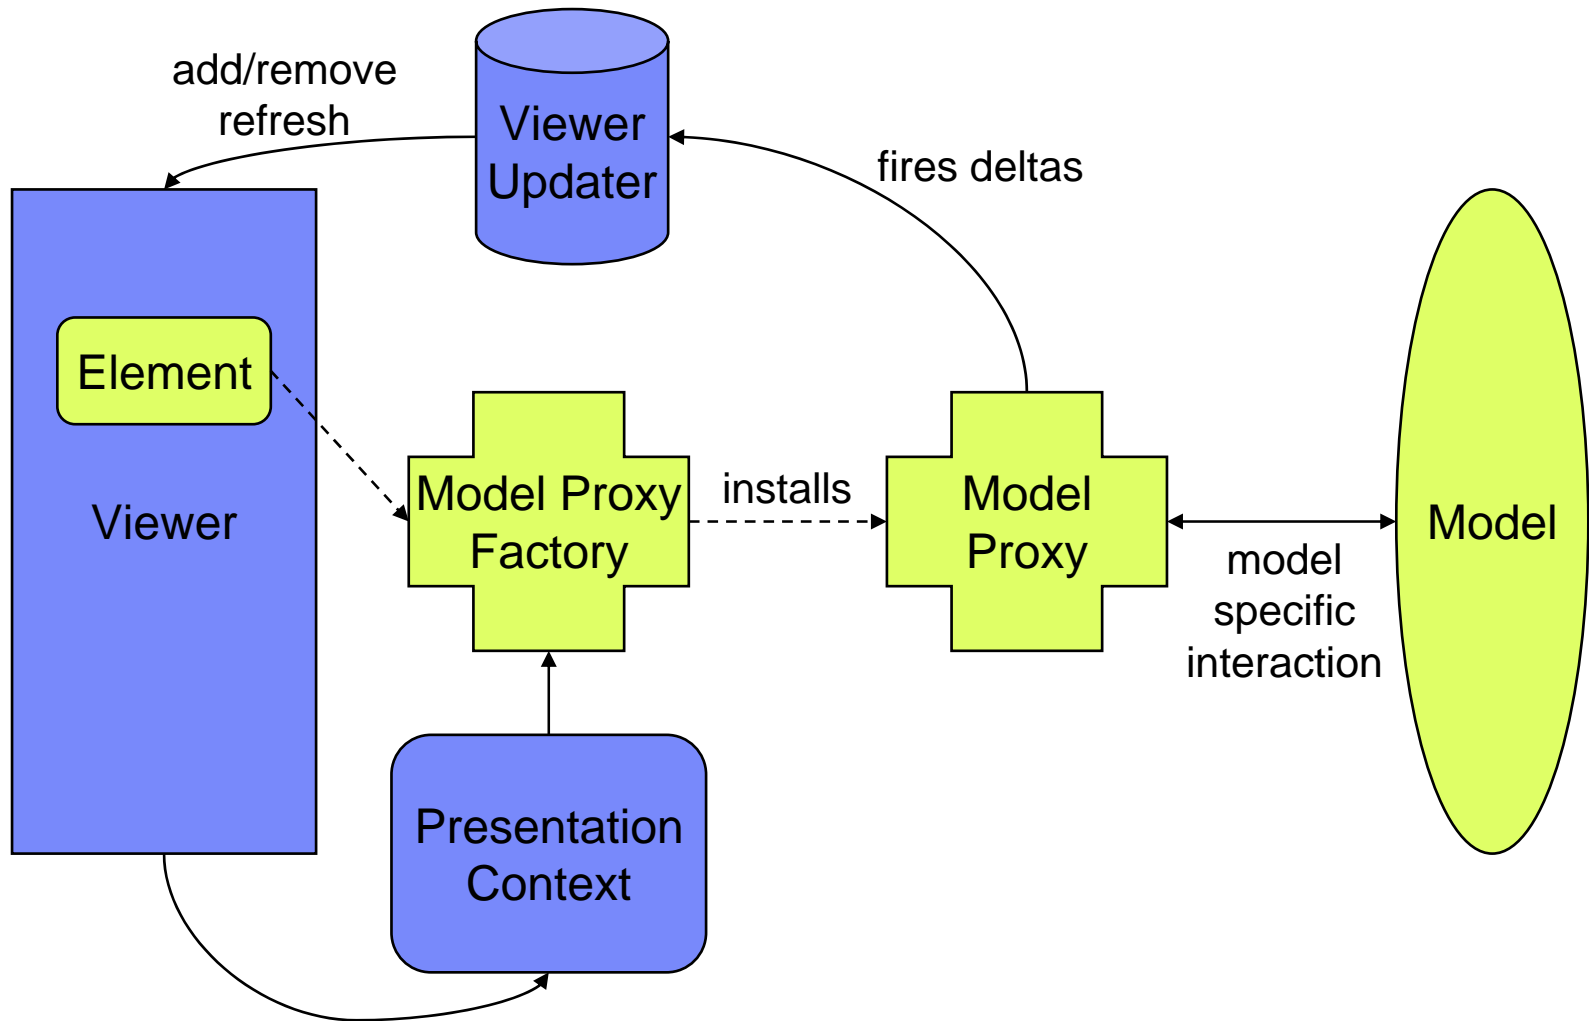 add/remove
refresh
Viewer
Updater
fires deltas
Element
Viewer
Model Proxy
Factory
installs
Model
Proxy
model
specific
interaction
Model
Presentation
Context